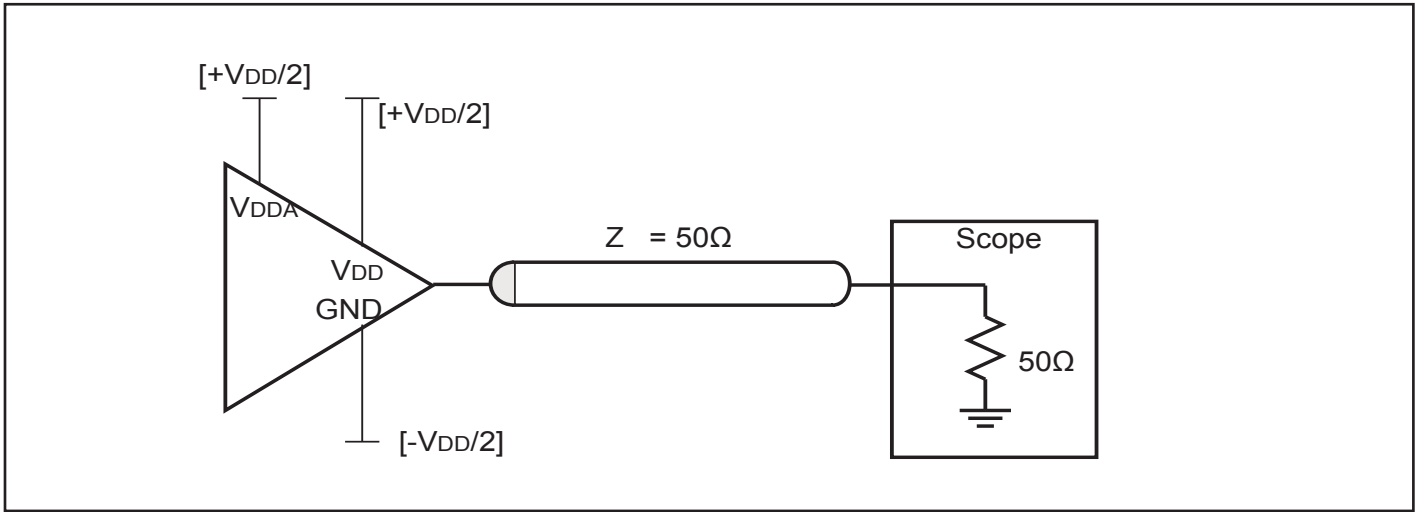 [+VDD/2]
[+VDD/2]
VDDA
VDD
GND
[-VDD/2]
Z = 50Ω
Scope
50Ω